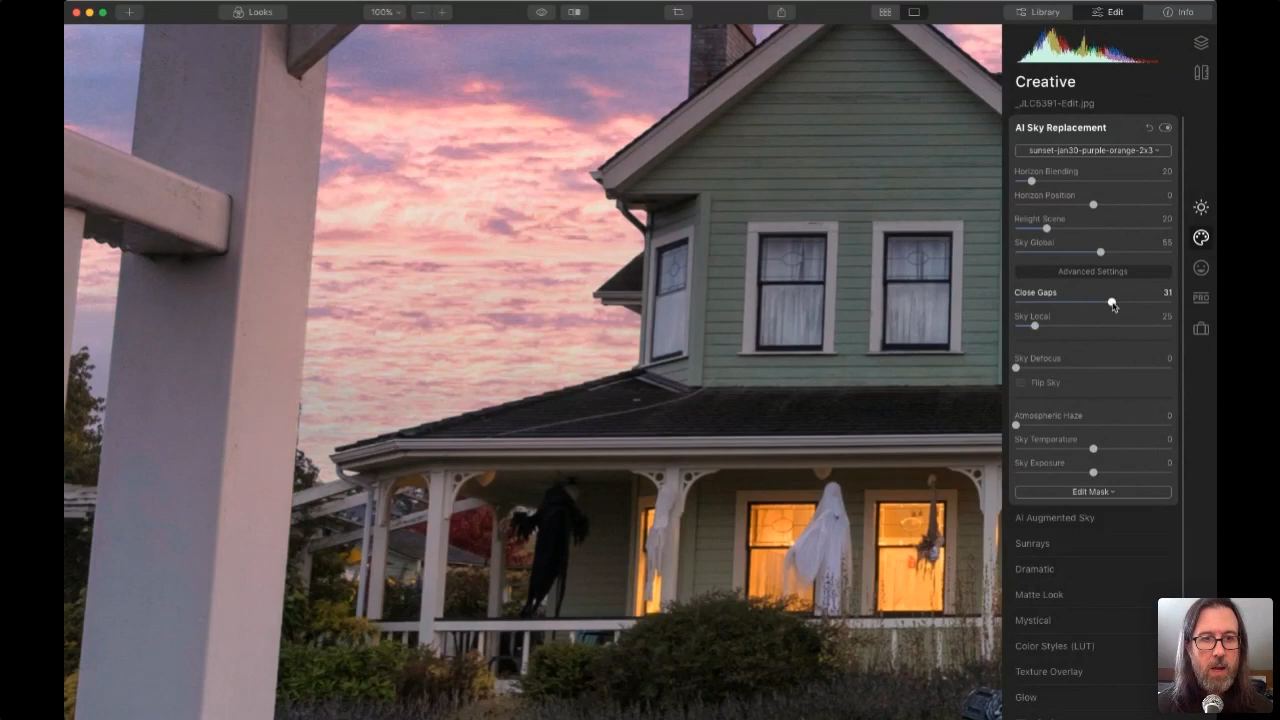 Looks
100%
Library
Edit
Info
Creative
_JLC5391-Edit.jpg
AI Sky Replacement
sunset-jan30-purple-orange-2x3
Horizon Blending 20
Horizon Position 0
Relight Scene 20
Sky Global 55
Advanced Settings
Close Gaps 31
Sky Local 25
Sky Defocus 0
Flip Sky
Atmospheric Haze 0
Sky Temperature 0
Sky Exposure 0
Edit Mask
AI Augmented Sky
Sunrays
Dramatic
Matte Look
Mystical
Color Styles (LUT)
Texture Overlay
Glow
PRO